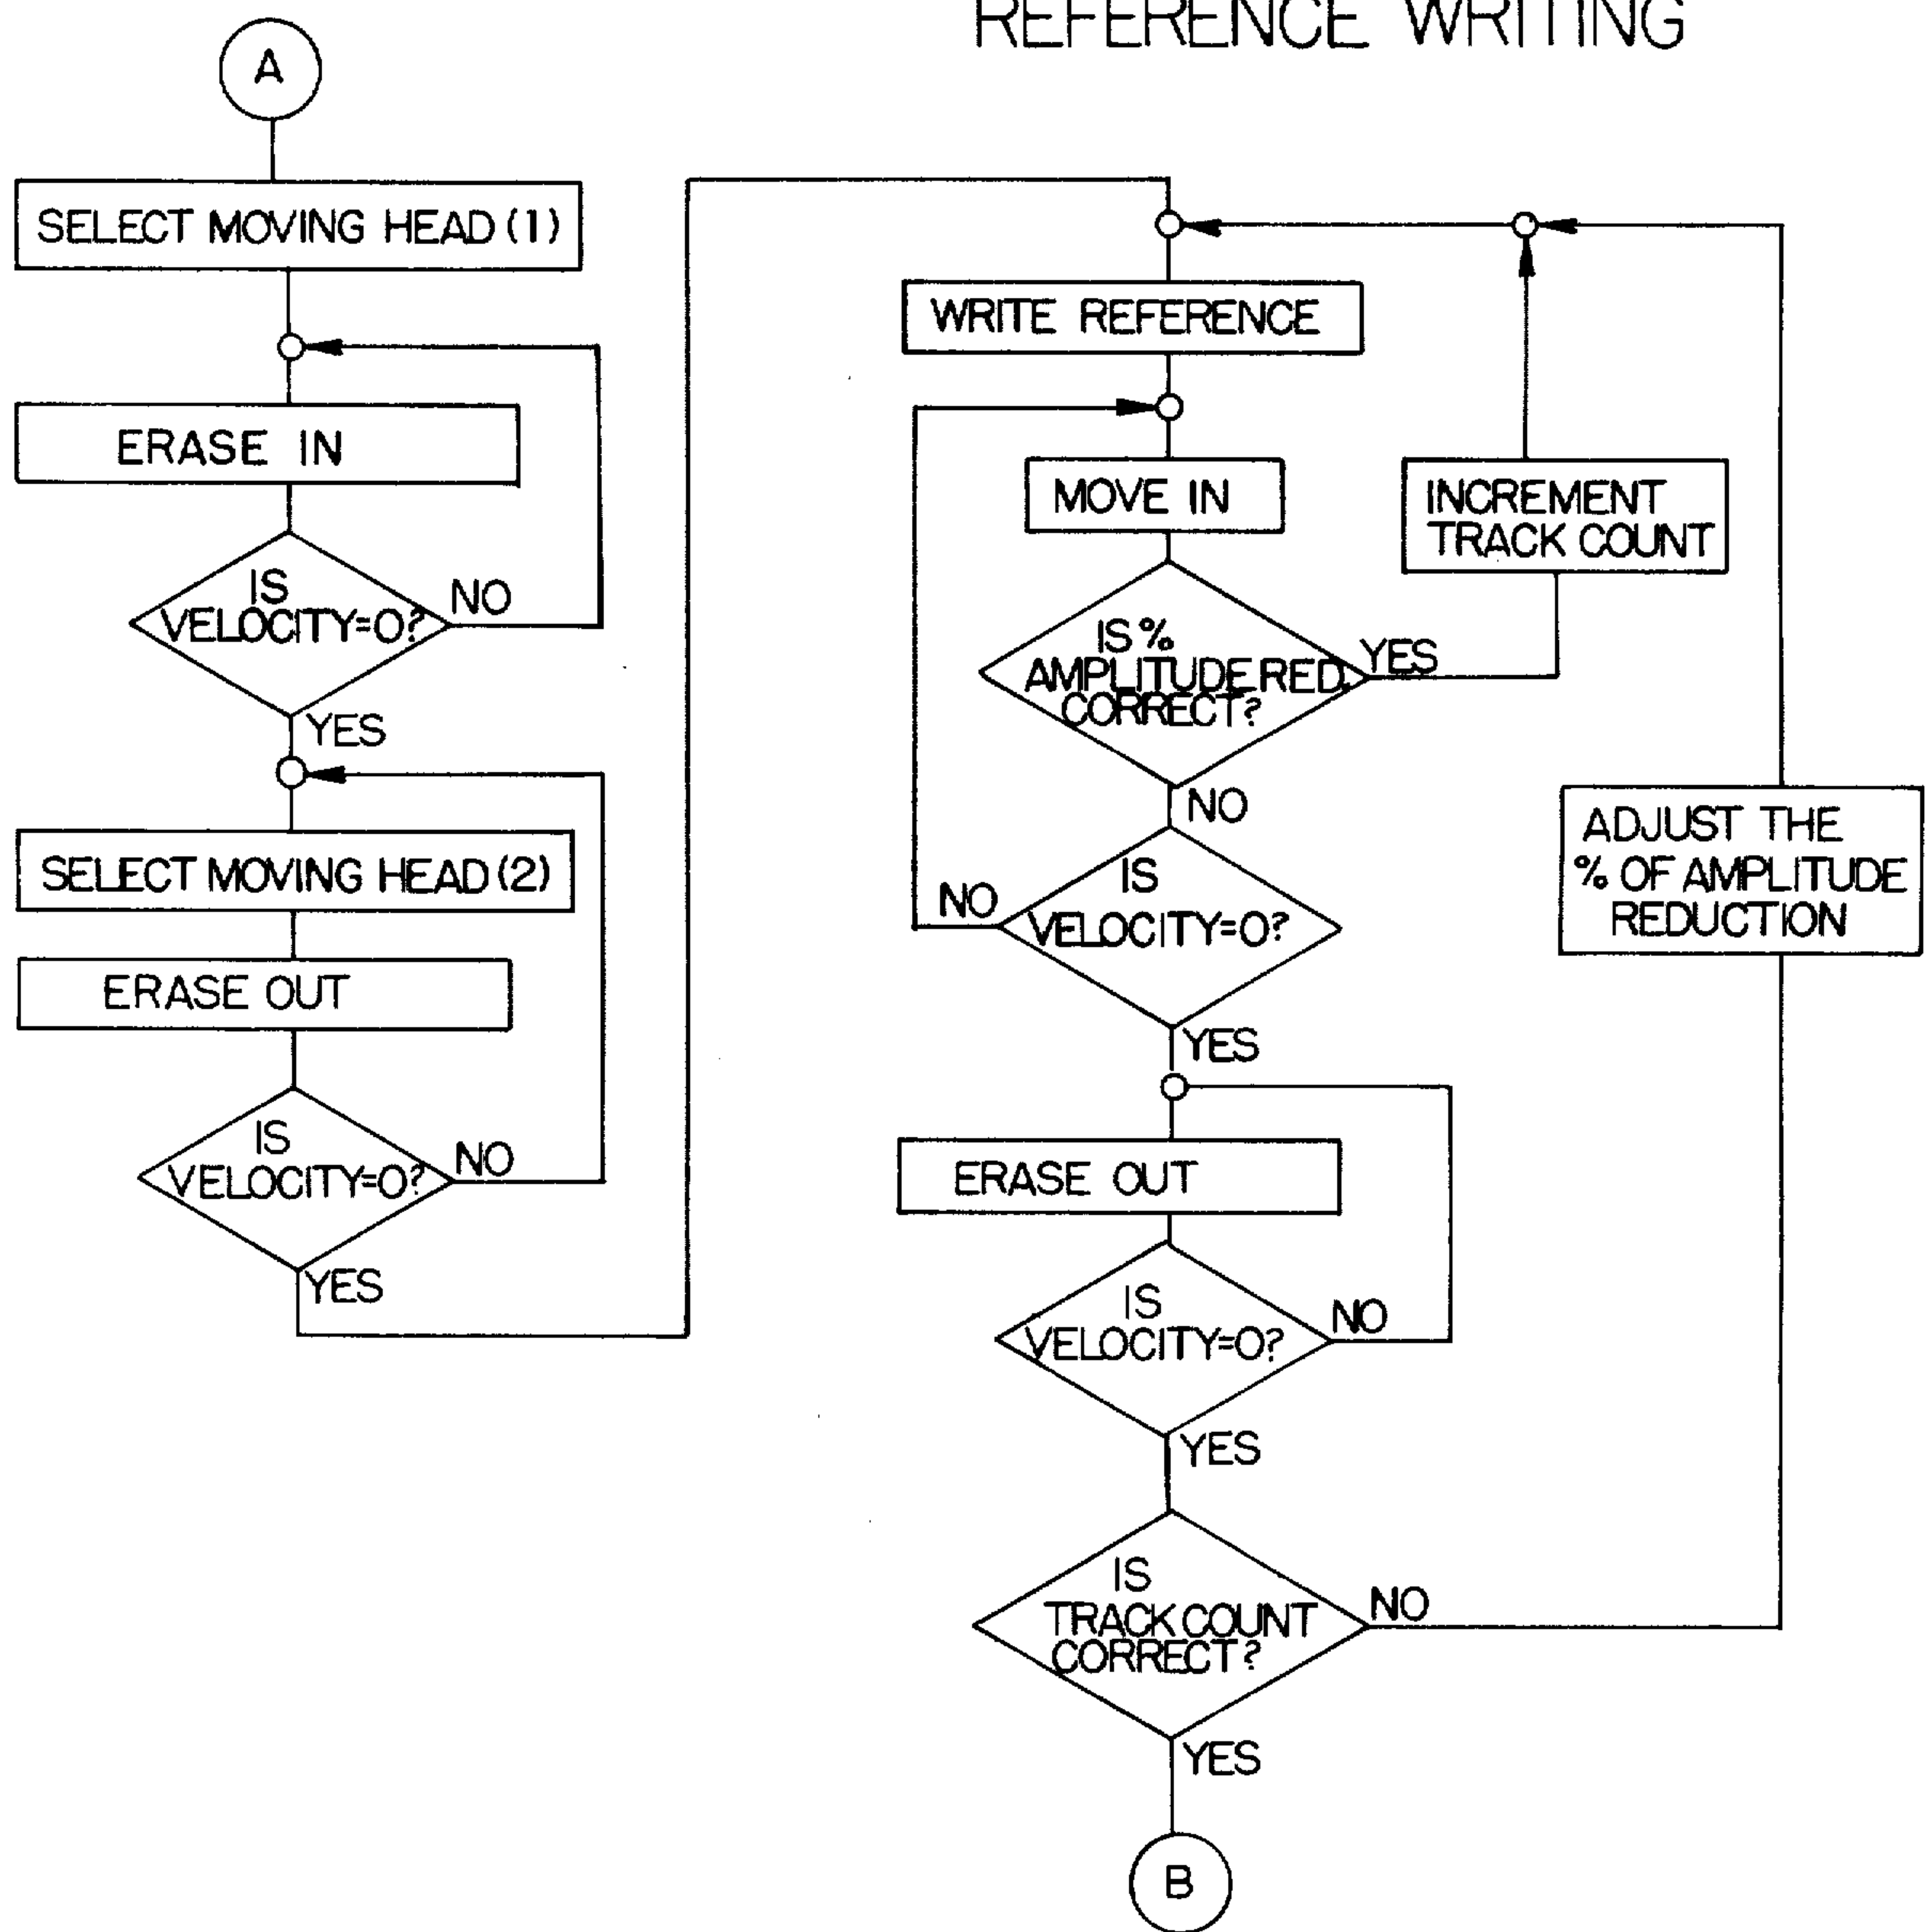 REFERENCE WRITING
A
SELECT MOVING HEAD (1)
ERASE IN
IS
VELOCITY=0?
NO
YES
SELECT MOVING HEAD (2)
ERASE OUT
IS
VELOCITY=0?
NO
YES
WRITE REFERENCE
MOVE IN
INCREMENT
TRACK COUNT
IS %
AMPLITUDE RED.
CORRECT?
YES
NO
IS
VELOCITY=0?
NO
YES
ADJUST THE
% OF AMPLITUDE
REDUCTION
ERASE OUT
IS
VELOCITY=0?
NO
YES
IS
TRACK COUNT
CORRECT?
NO
YES
B